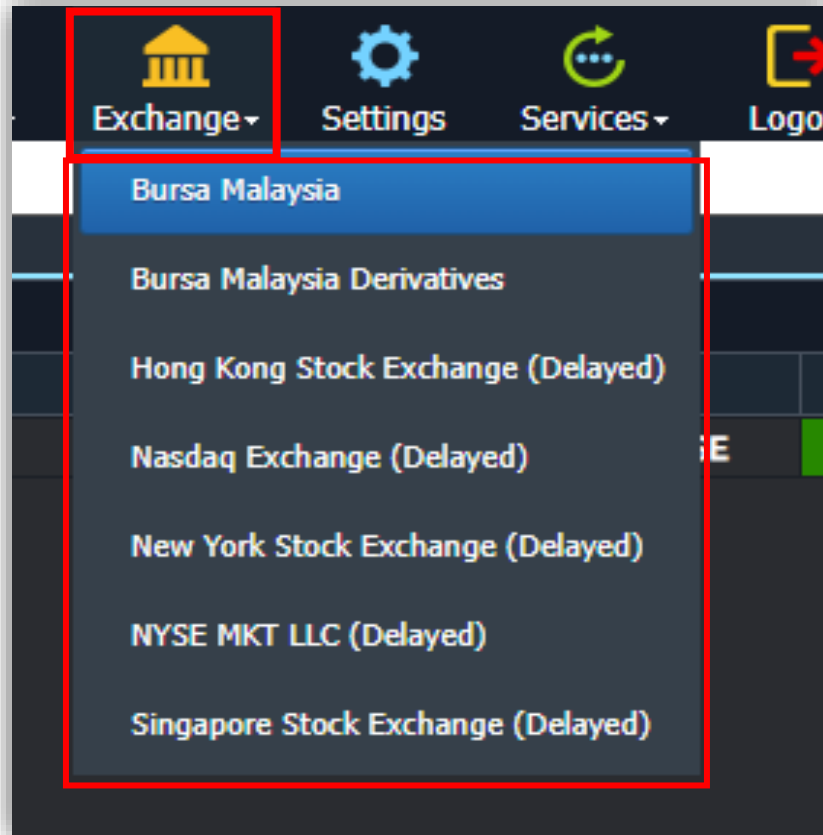 Exchange Settings Services Logo
Bursa Malaysia
Bursa Malaysia Derivatives
Hong Kong Stock Exchange (Delayed)
Nasdaq Exchange (Delayed)
New York Stock Exchange (Delayed)
NYSE MKT LLC (Delayed)
Singapore Stock Exchange (Delayed)